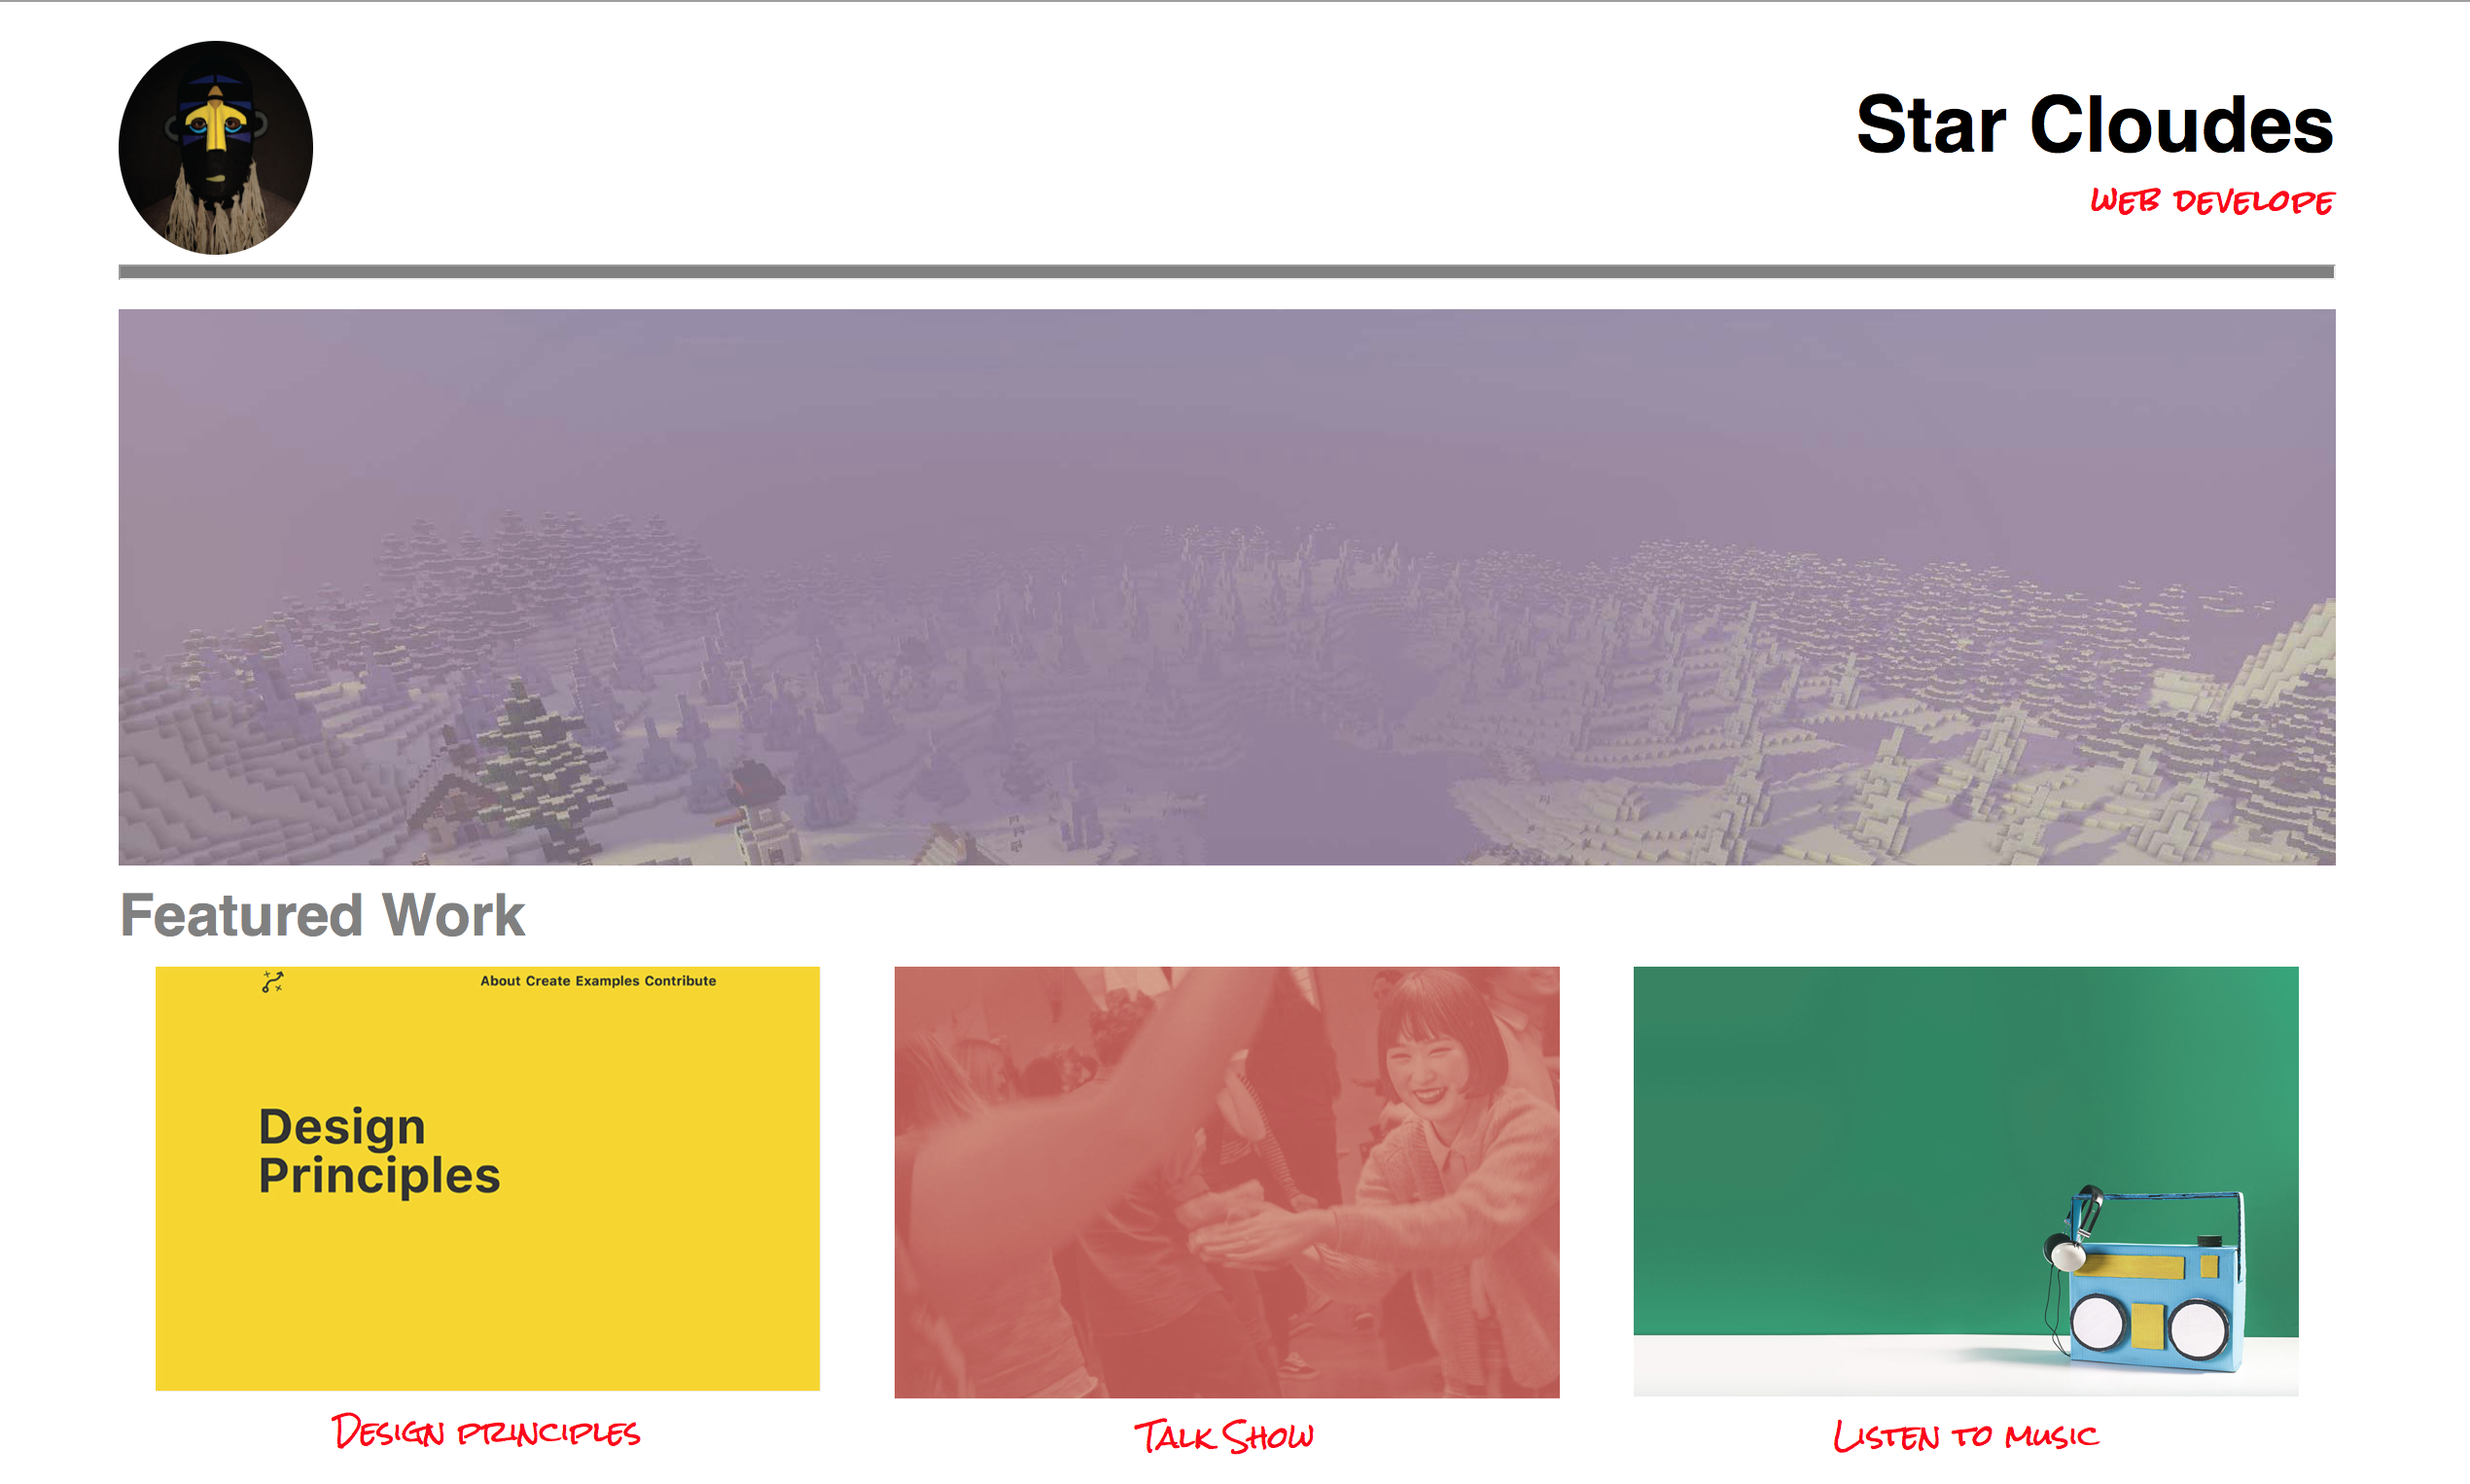 Star Cloudes
WEB DEVELOPE
Featured Work
About Create Examples Contribute
Design
Principles
DESIGN PRINCIPLES
TALK SHOW
LISTEN TO MUSIC